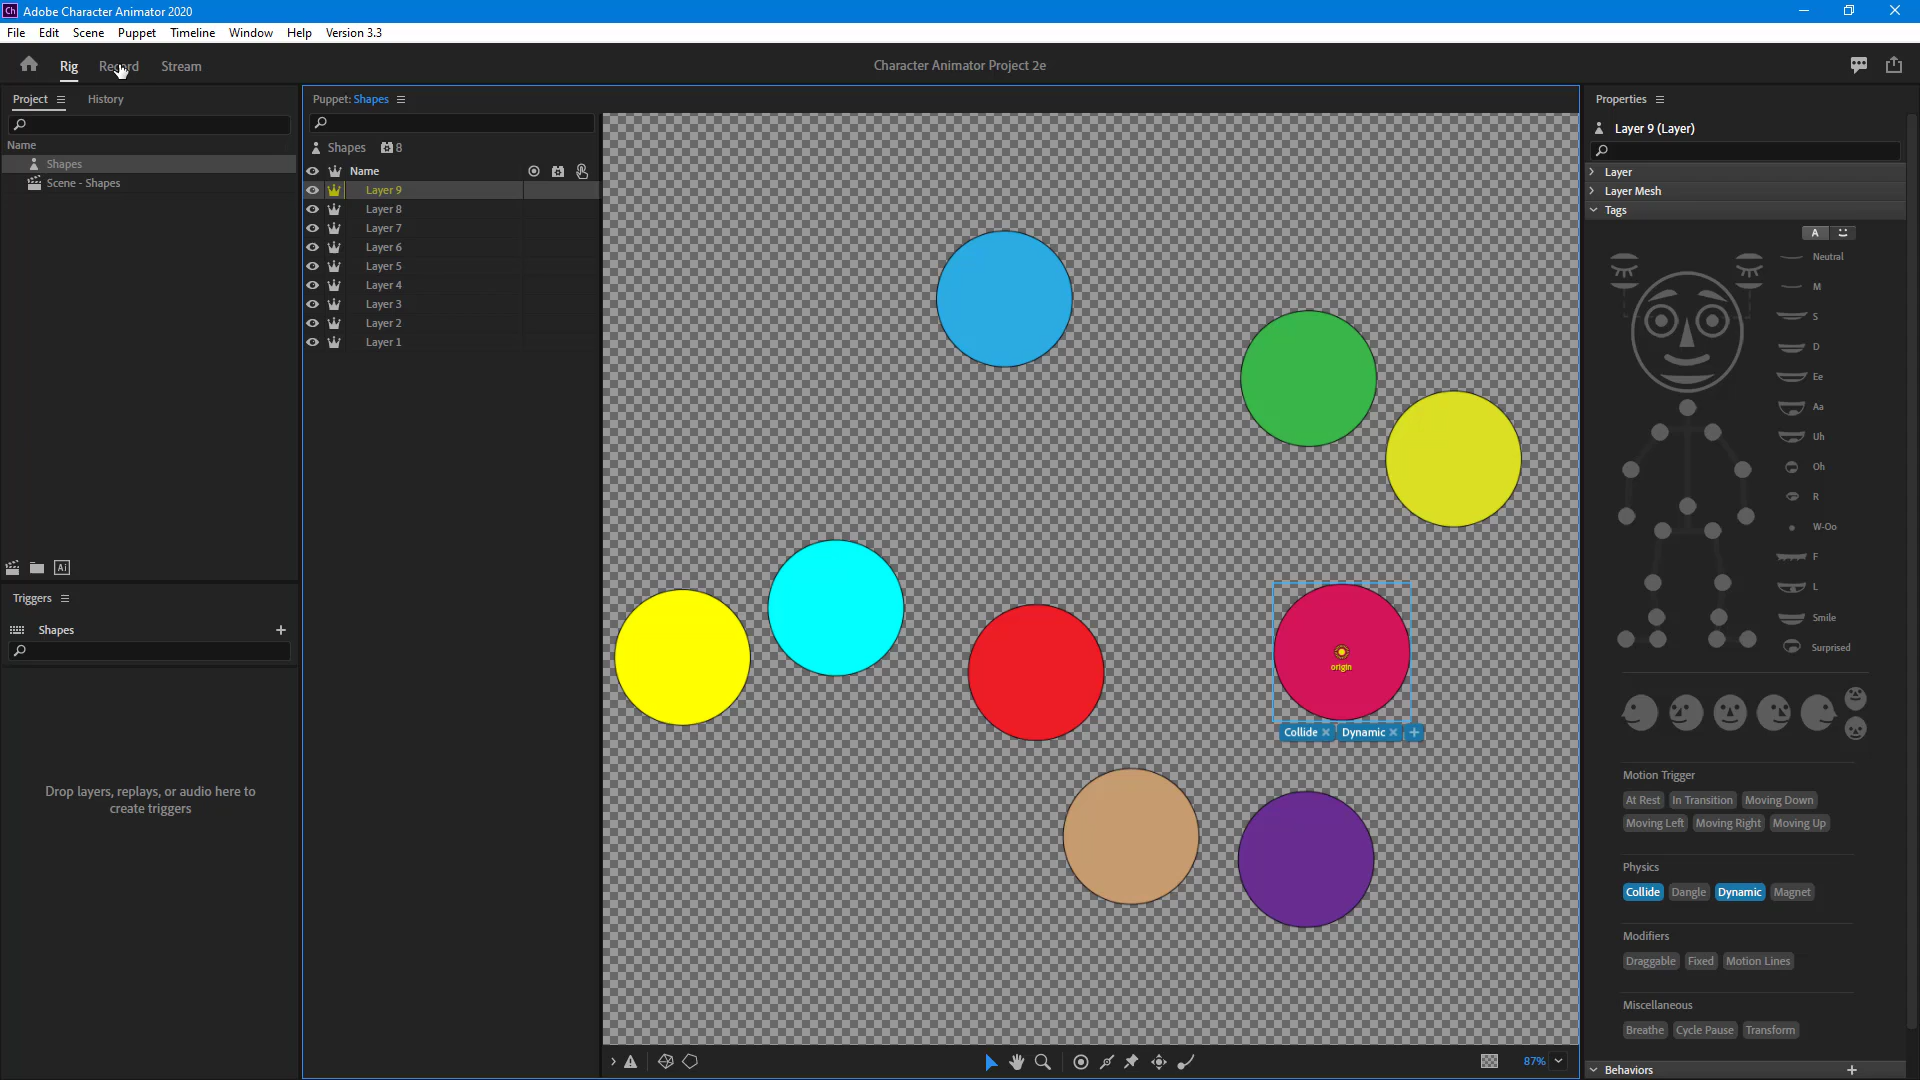 Ch Adobe Character Animator 2020
File Edit Scene Puppet Timeline Window Help Version 3.3
Rig Record Stream
Character Animator Project 2e
Project History
Name
Shapes
Scene - Shapes
Ai
Triggers
Shapes
Drop layers, replays, or audio here to
create triggers
Puppet: Shapes
Shapes 8
Name
Layer 9
Layer 8
Layer 7
Layer 6
Layer 5
Layer 4
Layer 3
Layer 2
Layer 1
origin
Collide Dynamic
87%
Properties
Layer 9 (Layer)
Layer
Layer Mesh
Tags
A
Neutral
M
S
D
Ee
Aa
Uh
Oh
R
W-Oo
F
L
Smile
Surprised
Motion Trigger
At Rest In Transition Moving Down
Moving Left Moving Right Moving Up
Physics
Collide Dangle Dynamic Magnet
Modifiers
Draggable Fixed Motion Lines
Miscellaneous
Breathe Cycle Pause Transform
Behaviors